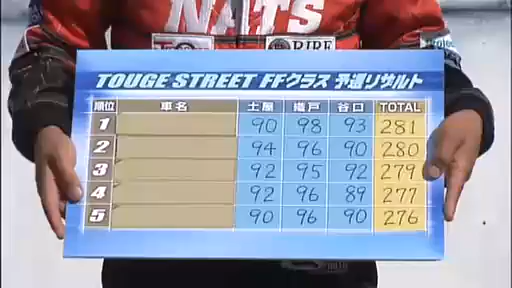 NATS
RIRE
TOUGE STREET FFクラス 予選リザルト
順位 車名 土屋 織戸 谷口 TOTAL
1 90 98 93 281
2 94 96 90 280
3 92 95 92 279
4 92 96 89 277
5 90 96 90 276